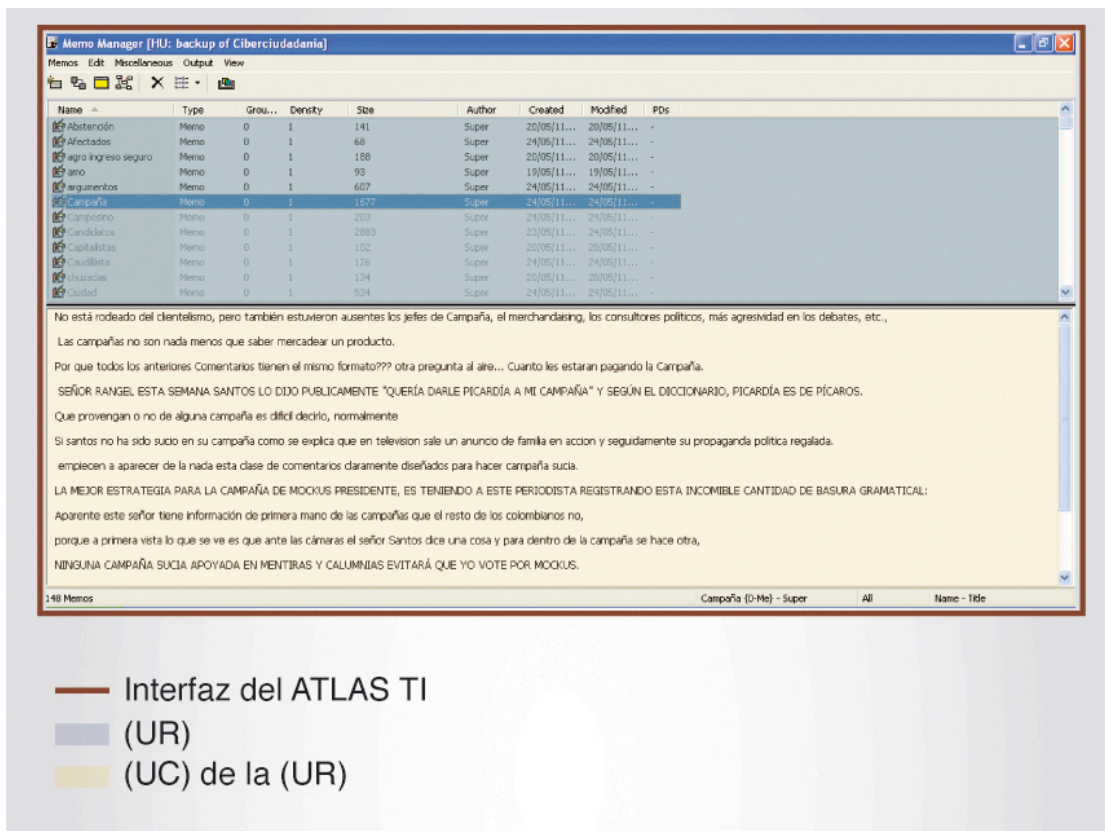 Memo Manager [HU: backup of Ciberciudadanía]
Memos Edit Miscellaneous Output View
Name Type Grou... Density Size Author Created Modified PDs
Abstención Memo 0 1 141 Super 20/05/11... 20/05/11... -
Afectados Memo 0 1 68 Super 24/05/11... 24/05/11... -
agro ingreso seguro Memo 0 1 188 Super 20/05/11... 20/05/11... -
amo Memo 0 1 93 Super 19/05/11... 19/05/11... -
argumentos Memo 0 1 607 Super 24/05/11... 24/05/11... -
Campaña Memo 0 1 1677 Super 24/05/11... 24/05/11... -
Campesino Memo 0 1 203 Super 24/05/11... 24/05/11... -
Candidatos Memo 0 1 2883 Super 23/05/11... 24/05/11... -
Capitalistas Memo 0 1 102 Super 20/05/11... 20/05/11... -
Caudillista Memo 0 1 126 Super 24/05/11... 24/05/11... -
chuzadas Memo 0 1 134 Super 20/05/11... 20/05/11... -
Ciudad Memo 0 1 534 Super 24/05/11... 24/05/11... -
No está rodeado del clientelismo, pero también estuvieron ausentes los jefes de Campaña, el merchandaising, los consultores políticos, más agresividad en los debates, etc.,
Las campañas no son nada menos que saber mercadear un producto.
Por que todos los anteriores Comentarios tienen el mismo formato??? otra pregunta al aire... Cuanto les estaran pagando la Campaña.
SEÑOR RANGEL ESTA SEMANA SANTOS LO DIJO PUBLICAMENTE "QUERÍA DARLE PICARDÍA A MI CAMPAÑA" Y SEGÚN EL DICCIONARIO, PICARDÍA ES DE PÍCAROS.
Que provengan o no de alguna campaña es dificil decirlo, normalmente
Si santos no ha sido sucio en su campaña como se explica que en television sale un anuncio de familia en accion y seguidamente su propaganda politica regalada.
empiecen a aparecer de la nada esta clase de comentarios claramente diseñados para hacer campaña sucia.
LA MEJOR ESTRATEGIA PARA LA CAMPAÑA DE MOCKUS PRESIDENTE, ES TENIENDO A ESTE PERIODISTA REGISTRANDO ESTA INCOMIBLE CANTIDAD DE BASURA GRAMATICAL:
Aparente este señor tiene información de primera mano de las campañas que el resto de los colombianos no,
porque a primera vista lo que se ve es que ante las cámaras el señor Santos dice una cosa y para dentro de la campaña se hace otra,
NINGUNA CAMPAÑA SUCIA APOYADA EN MENTIRAS Y CALUMNIAS EVITARÁ QUE YO VOTE POR MOCKUS.
148 Memos Campaña {0-Me} - Super All Name - Title
Interfaz del ATLAS TI
(UR)
(UC) de la (UR)